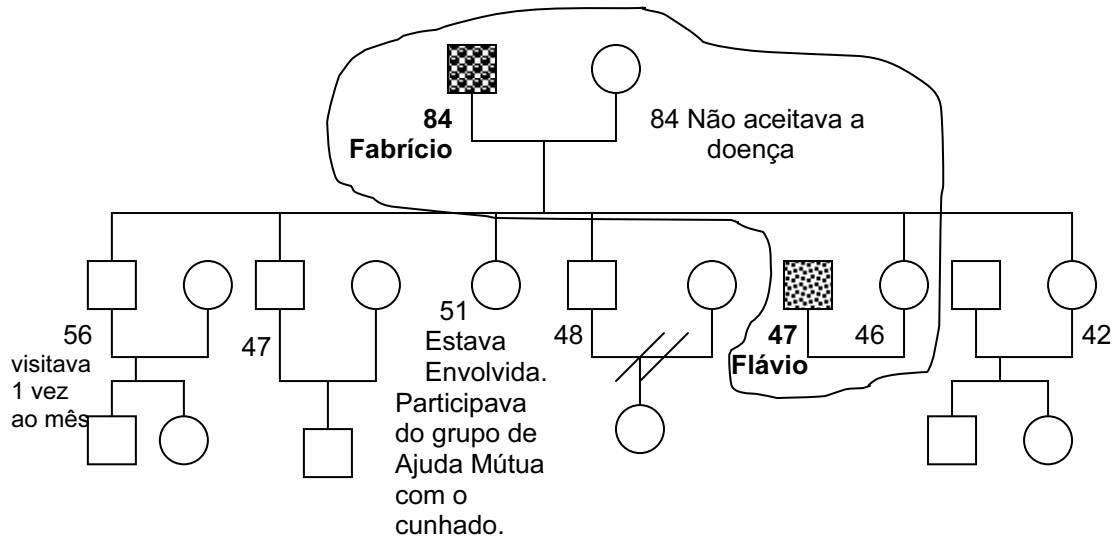 84
Fabrício
84 Não aceitava a
doença
56
visitava
1 vez
ao mês
47
51
Estava
Envolvida.
Participava
do grupo de
Ajuda Mútua
com o
cunhado.
48
47
Flávio
46
42